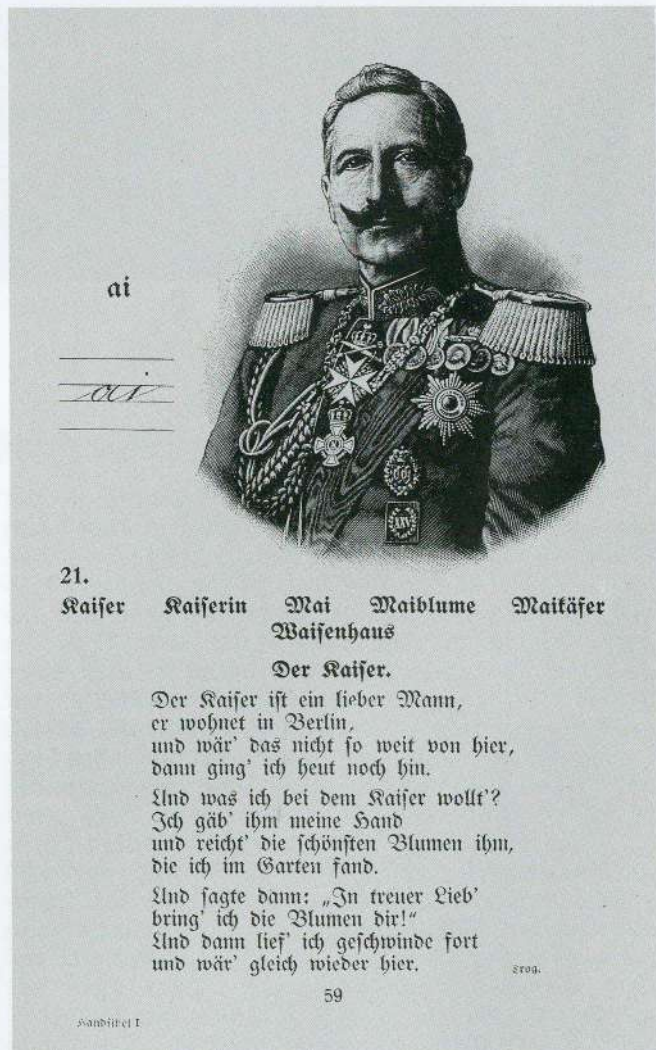 ai
ai
21.
Kaiser Kaiserin Mai Maiblume Maikäfer
Waisenhaus
Der Kaiser.
Der Kaiser ist ein lieber Mann,
er wohnet in Berlin,
und wär' das nicht so weit von hier,
dann ging' ich heut noch hin.
Und was ich bei dem Kaiser wollt'?
Ich gäb' ihm meine Hand
und reicht' die schönsten Blumen ihm,
die ich im Garten fand.
Und sagte dann: „In treuer Lieb'
bring' ich die Blumen dir!“
Und dann lief' ich geschwinde fort
und wär' gleich wieder hier.
59
Handfibel I